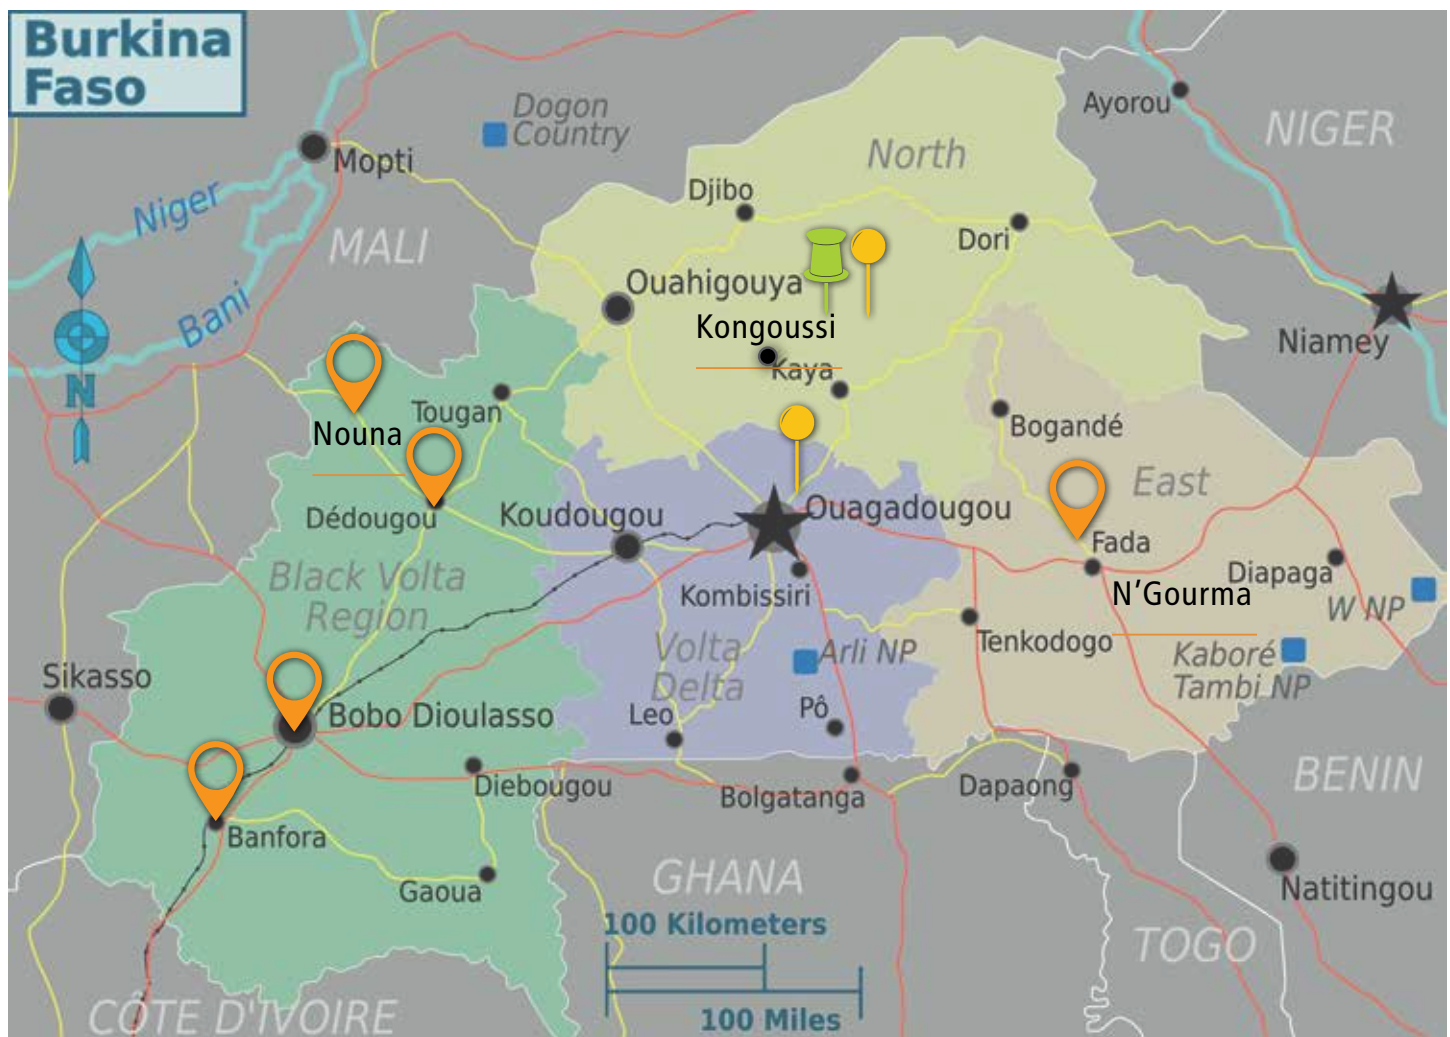 Burkina
Faso
Dogon
Country
Ayorou
NIGER
North
Mopti
Djibo
Niger
MALI
Dori
Ouahigouya
Bani
Kongoussi
Niamey
Kaya
N
Tougan
Nouna
Bogandé
East
Dédougou
Koudougou
Ouagadougou
Fada
Diapaga
Black Volta
Region
Kombissiri
N’Gourma
W NP
Volta
Delta
Arli NP
Tenkodogo
Kaboré
Tambi NP
Sikasso
Bobo Dioulasso
Leo
Pô
Diebougou
Bolgatanga
Dapaong
BENIN
Banfora
Gaoua
GHANA
Natitingou
100 Kilometers
TOGO
CÔTE D'IVOIRE
100 Miles